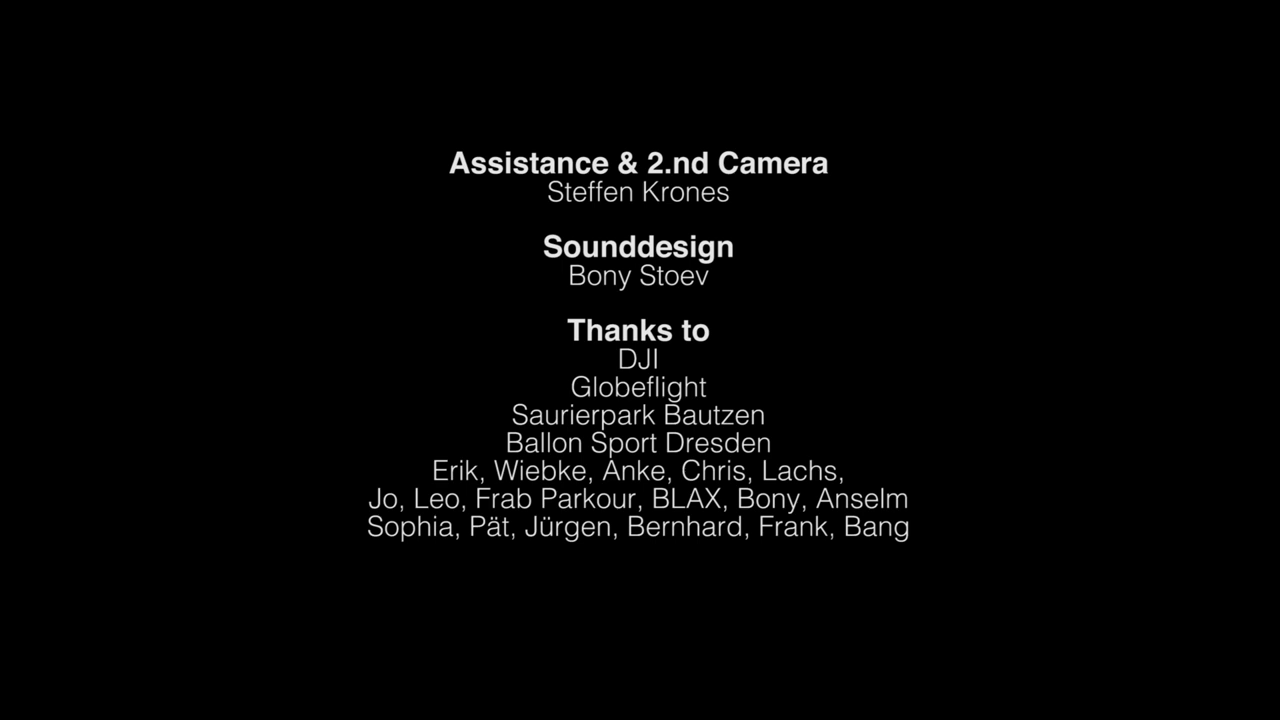 Assistance & 2.nd Camera
Steffen Krones
Sounddesign
Bony Stoev
Thanks to
DJI
Globeflight
Saurierpark Bautzen
Ballon Sport Dresden
Erik, Wiebke, Anke, Chris, Lachs,
Jo, Leo, Frab Parkour, BLAX, Bony, Anselm
Sophia, Pät, Jürgen, Bernhard, Frank, Bang